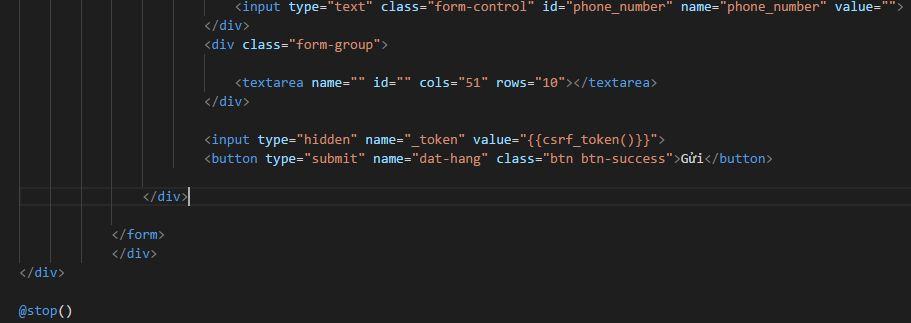 <input type="text" class="form-control" id="phone_number" name="phone_number" value="">
</div>
<div class="form-group">
<textarea name="" id="" cols="51" rows="10"></textarea>
</div>
<input type="hidden" name="_token" value="{{csrf_token()}}">
<button type="submit" name="dat-hang" class="btn btn-success">Gửi</button>
</div>
</form>
</div>
</div>
@stop()